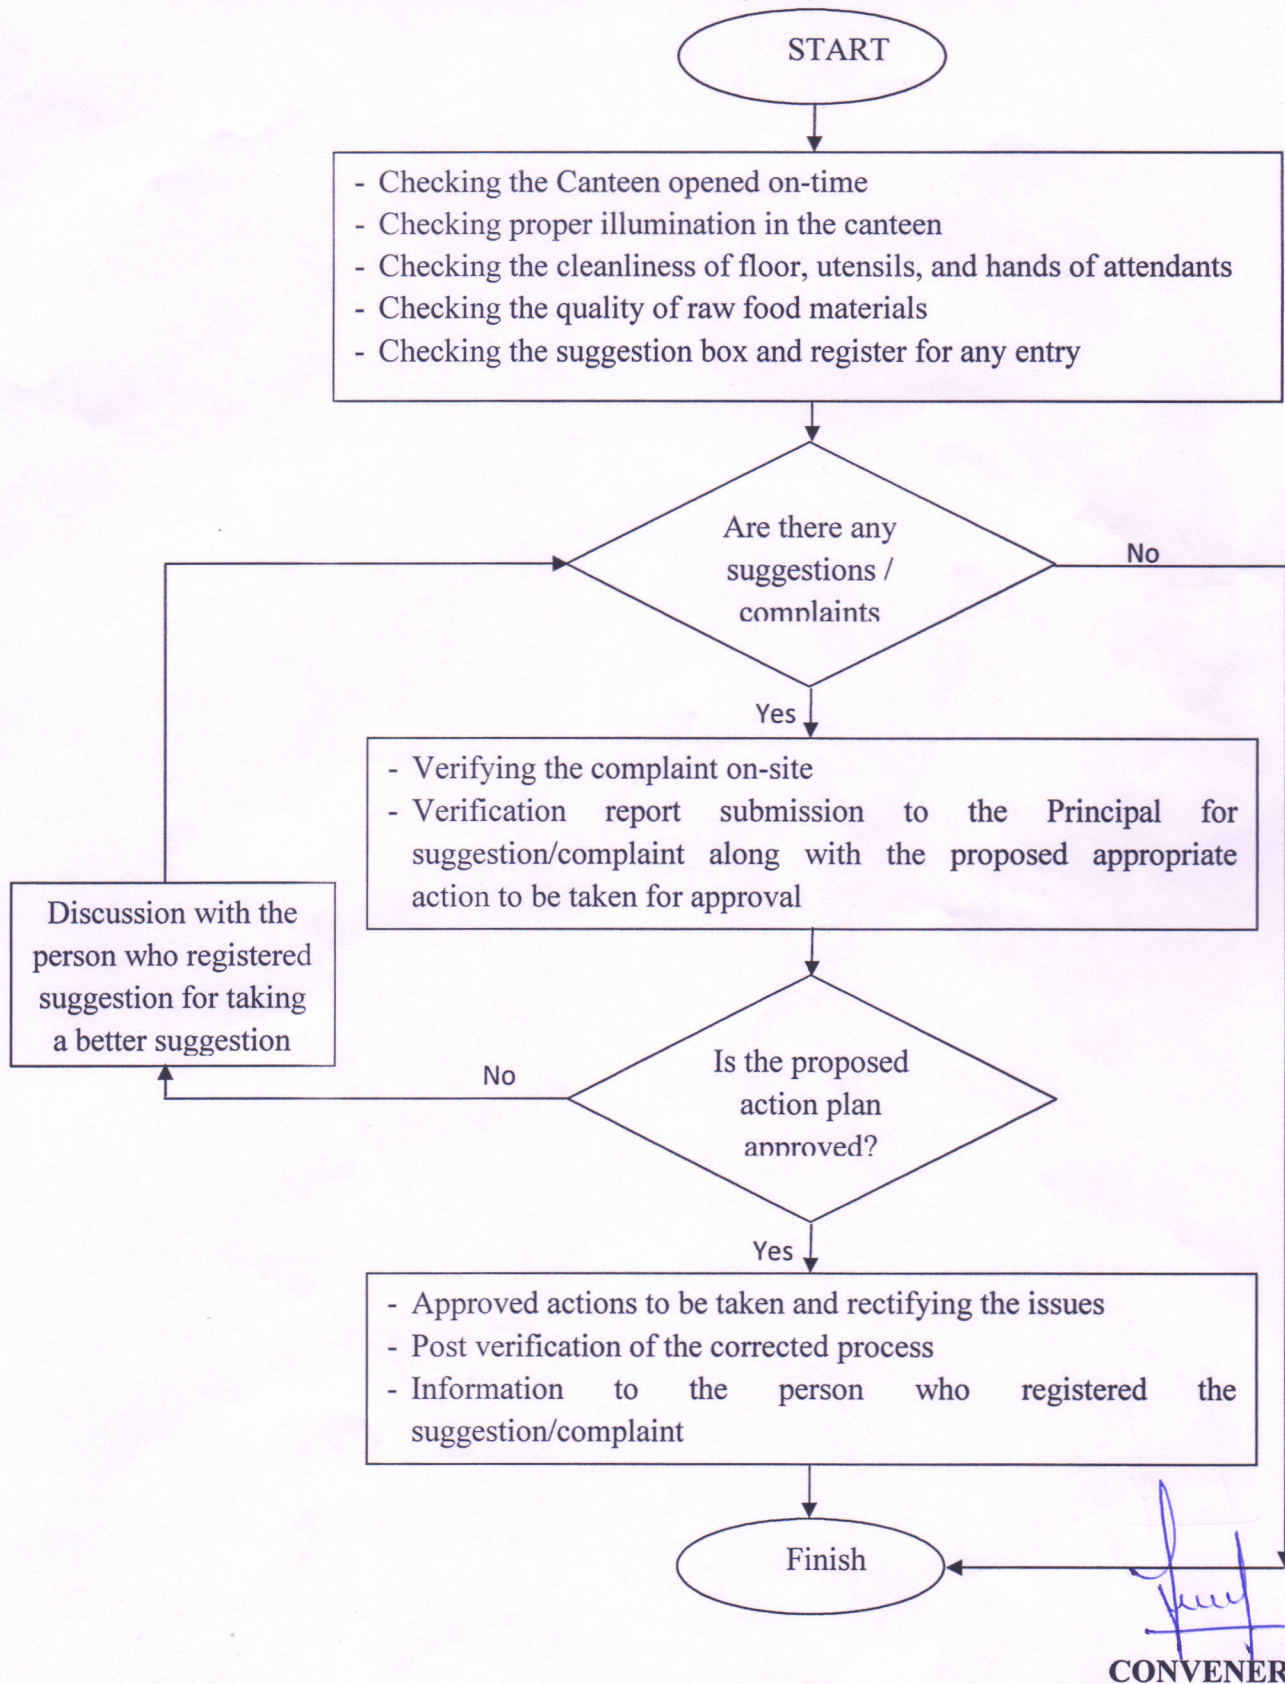 START
- Checking the Canteen opened on-time
- Checking proper illumination in the canteen
- Checking the cleanliness of floor, utensils, and hands of attendants
- Checking the quality of raw food materials
- Checking the suggestion box and register for any entry
Are there any
suggestions /
complaints
No
Yes
- Verifying the complaint on-site
- Verification report submission to the Principal for
suggestion/complaint along with the proposed appropriate
action to be taken for approval
Discussion with the
person who registered
suggestion for taking
a better suggestion
No
Is the proposed
action plan
approved?
Yes
- Approved actions to be taken and rectifying the issues
- Post verification of the corrected process
- Information to the person who registered the
suggestion/complaint
Finish
CONVENER